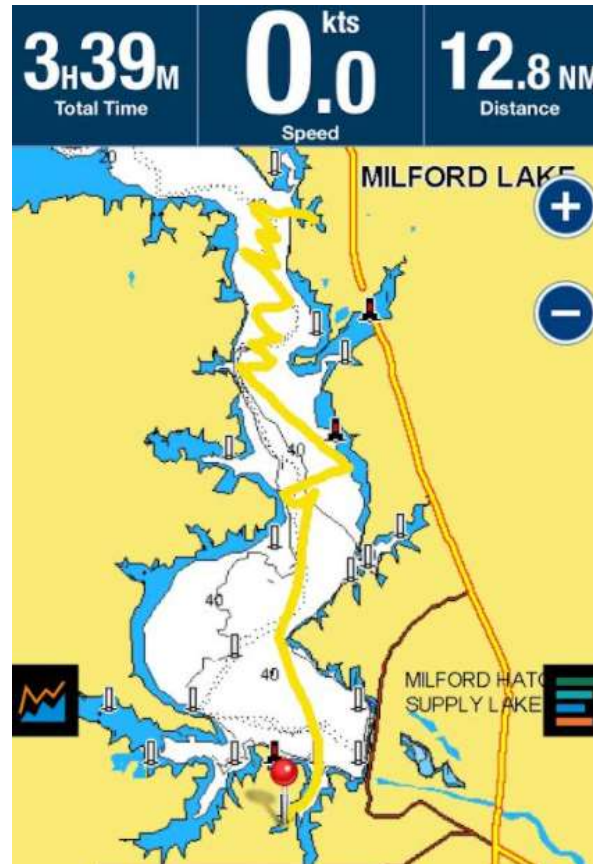 3H39M
Total Time
0.0 kts
Speed
12.8 NM
Distance
20
MILFORD LAKE
40
40
40
MILFORD HATC
SUPPLY LAKE